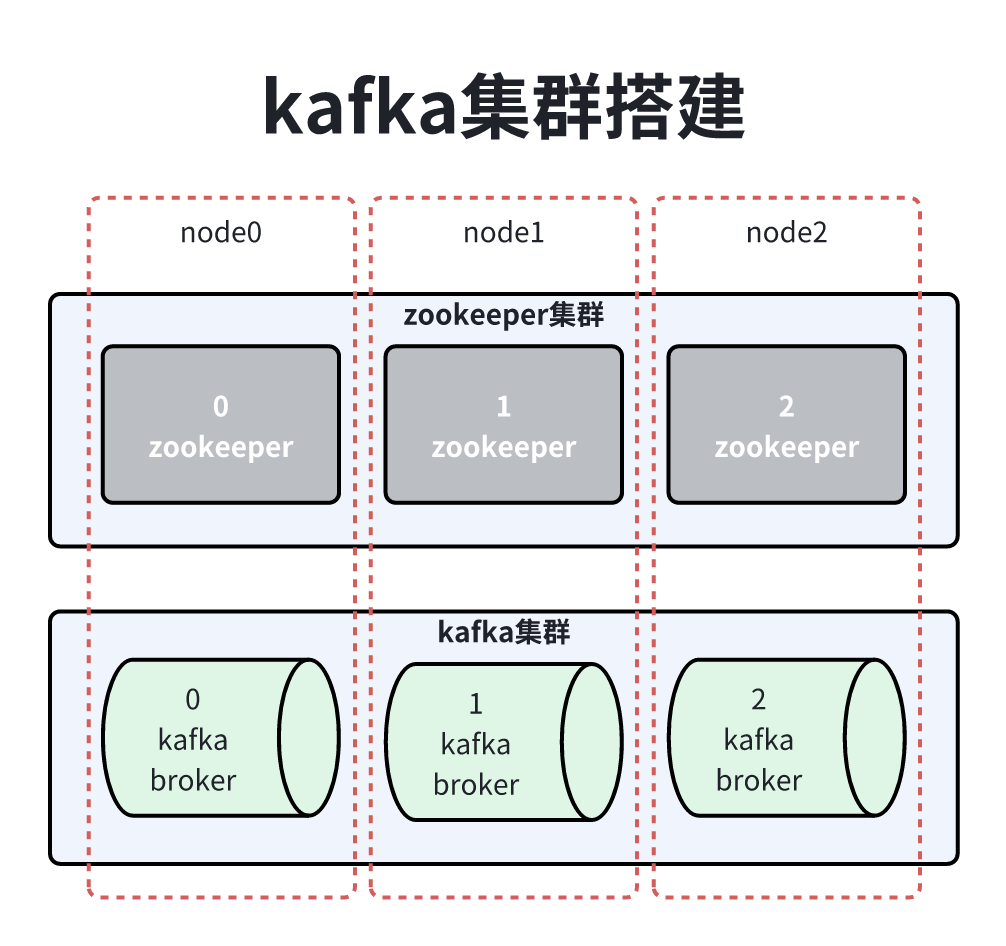 kafka集群搭建
node0
node1
node2
zookeeper集群
0
zookeeper
1
zookeeper
2
zookeeper
kafka集群
0
kafka
broker
1
kafka
broker
2
kafka
broker